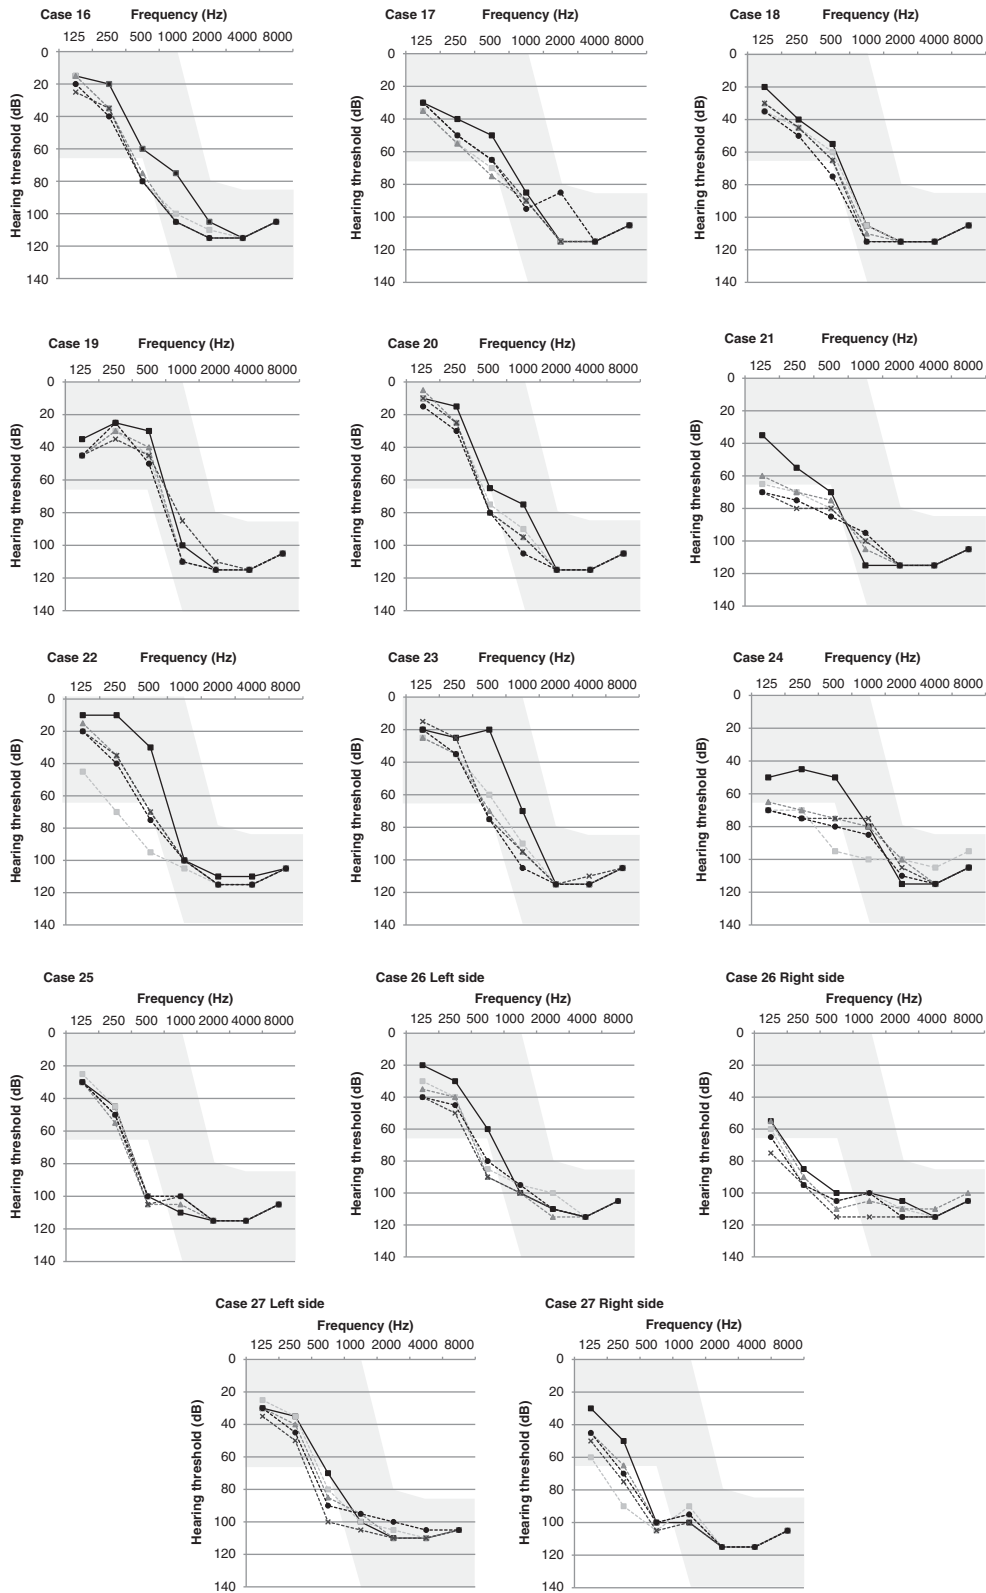 Case 16 Frequency (Hz)
125 250 500 1000 2000 4000 8000
Hearing threshold (dB)
0
20
40
60
80
100
120
140
Case 17 Frequency (Hz)
125 250 500 1000 2000 4000 8000
Hearing threshold (dB)
0
20
40
60
80
100
120
140
Case 18 Frequency (Hz)
125 250 500 1000 2000 4000 8000
Hearing threshold (dB)
0
20
40
60
80
100
120
140
Case 19 Frequency (Hz)
125 250 500 1000 2000 4000 8000
Hearing threshold (dB)
0
20
40
60
80
100
120
140
Case 20 Frequency (Hz)
125 250 500 1000 2000 4000 8000
Hearing threshold (dB)
0
20
40
60
80
100
120
140
Case 21 Frequency (Hz)
125 250 500 1000 2000 4000 8000
Hearing threshold (dB)
0
20
40
60
80
100
120
140
Case 22 Frequency (Hz)
125 250 500 1000 2000 4000 8000
Hearing threshold (dB)
0
20
40
60
80
100
120
140
Case 23 Frequency (Hz)
125 250 500 1000 2000 4000 8000
Hearing threshold (dB)
0
20
40
60
80
100
120
140
Case 24 Frequency (Hz)
125 250 500 1000 2000 4000 8000
Hearing threshold (dB)
0
20
40
60
80
100
120
140
Case 25
Frequency (Hz)
125 250 500 1000 2000 4000 8000
Hearing threshold (dB)
0
20
40
60
80
100
120
140
Case 26 Left side
Frequency (Hz)
125 250 500 1000 2000 4000 8000
Hearing threshold (dB)
0
20
40
60
80
100
120
140
Case 26 Right side
Frequency (Hz)
125 250 500 1000 2000 4000 8000
Hearing threshold (dB)
0
20
40
60
80
100
120
140
Case 27 Left side
Frequency (Hz)
125 250 500 1000 2000 4000 8000
Hearing threshold (dB)
0
20
40
60
80
100
120
140
Case 27 Right side
Frequency (Hz)
125 250 500 1000 2000 4000 8000
Hearing threshold (dB)
0
20
40
60
80
100
120
140